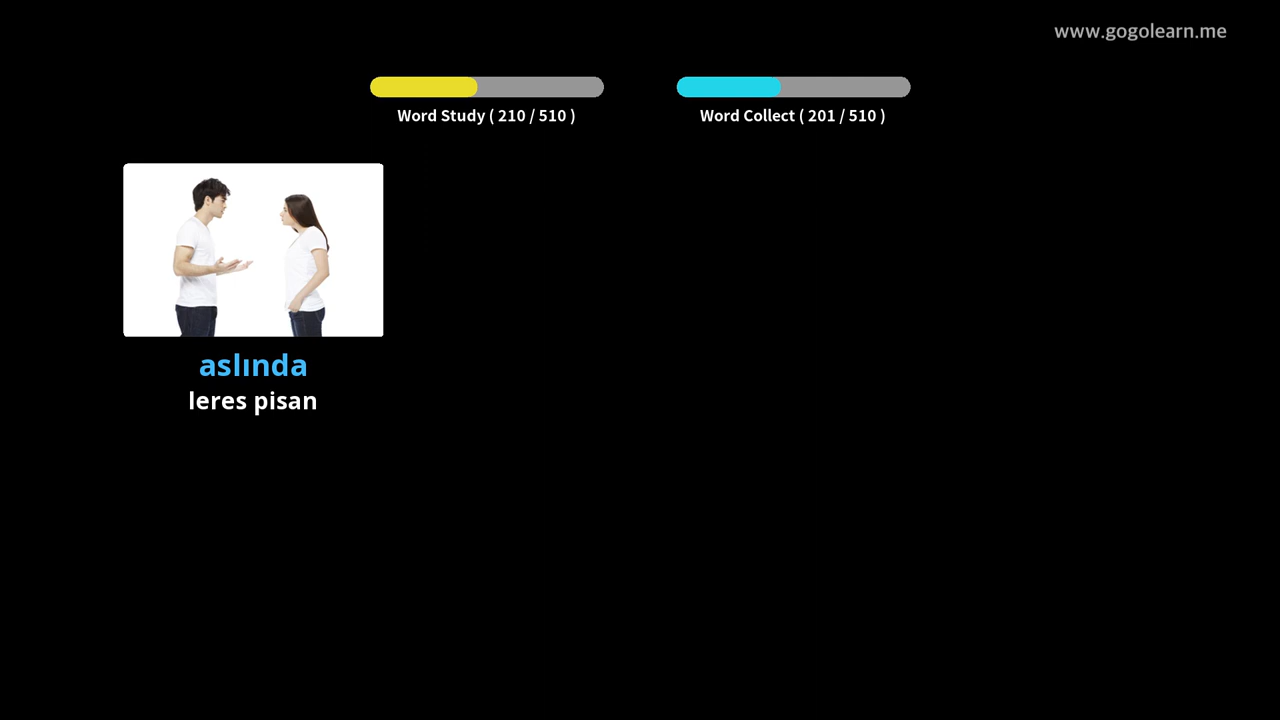 www.gogolearn.me
Word Study ( 210 / 510 )
Word Collect ( 201 / 510 )
aslında
leres pisan